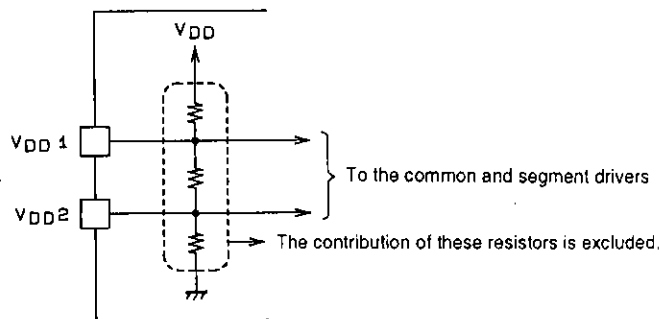 VDD
VDD 1
To the common and segment drivers
VDD2
The contribution of these resistors is excluded.